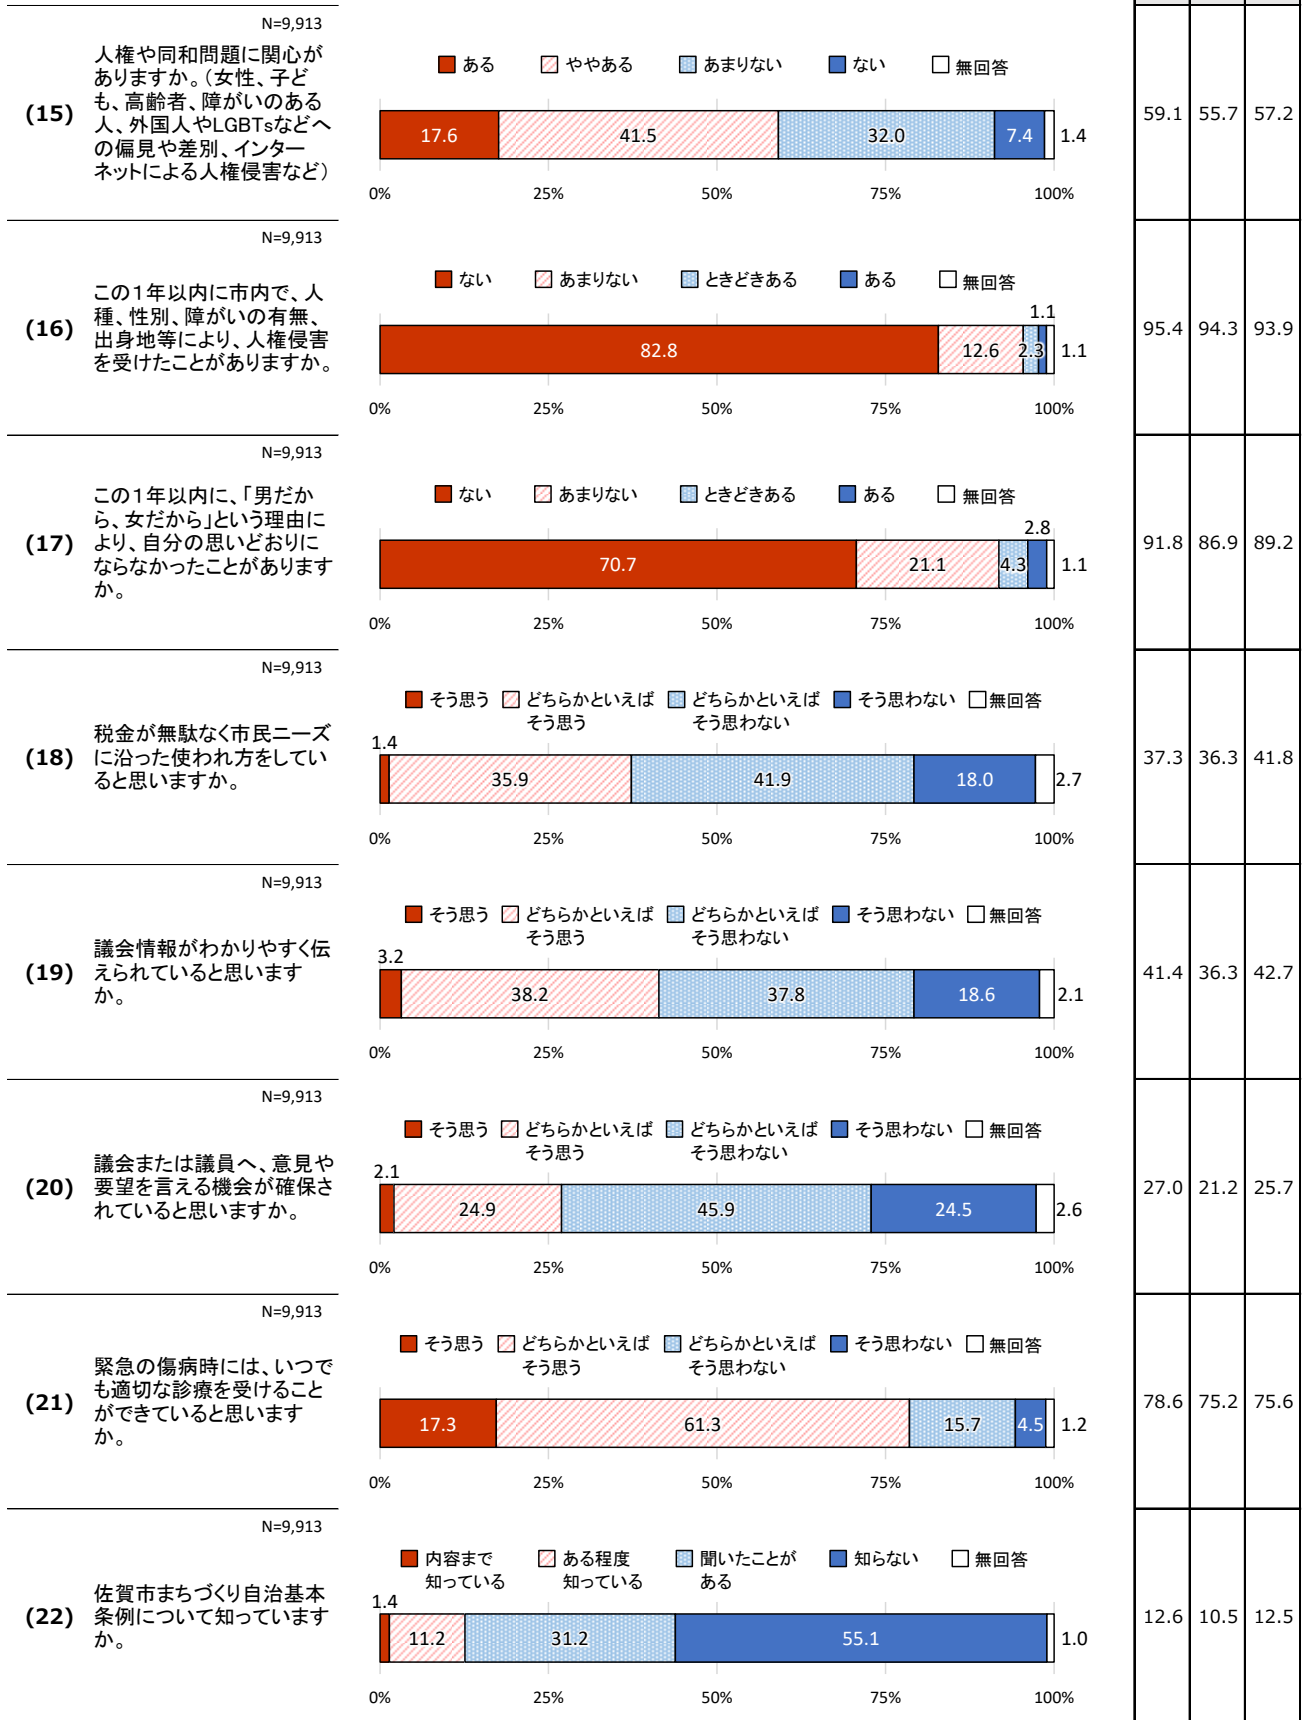 N=9,913
(15)
人権や同和問題に関心が
ありますか。(女性、子ど
も、高齢者、障がいのある
人、外国人やLGBTsなどへ
の偏見や差別、インター
ネットによる人権侵害など)
ある ややある あまりない ない 無回答
17.6 41.5 32.0 7.4 1.4
0% 25% 50% 75% 100%
59.1 55.7 57.2
N=9,913
(16)
この1年以内に市内で、人
種、性別、障がいの有無、
出身地等により、人権侵害
を受けたことがありますか。
ない あまりない ときどきある ある 無回答
1.1
82.8 12.6 2.3 1.1
0% 25% 50% 75% 100%
95.4 94.3 93.9
N=9,913
(17)
この1年以内に、「男だか
ら、女だから」という理由に
より、自分の思いどおりに
ならなかったことがあります
か。
ない あまりない ときどきある ある 無回答
2.8
70.7 21.1 4.3 1.1
0% 25% 50% 75% 100%
91.8 86.9 89.2
N=9,913
(18)
税金が無駄なく市民ニーズ
に沿った使われ方をしてい
ると思いますか。
そう思う どちらかといえば どちらかといえば そう思わない 無回答
そう思う そう思わない
1.4
35.9 41.9 18.0 2.7
0% 25% 50% 75% 100%
37.3 36.3 41.8
N=9,913
(19)
議会情報がわかりやすく伝
えられていると思います
か。
そう思う どちらかといえば どちらかといえば そう思わない 無回答
そう思う そう思わない
3.2
38.2 37.8 18.6 2.1
0% 25% 50% 75% 100%
41.4 36.3 42.7
N=9,913
(20)
議会または議員へ、意見や
要望を言える機会が確保さ
れていると思いますか。
そう思う どちらかといえば どちらかといえば そう思わない 無回答
そう思う そう思わない
2.1
24.9 45.9 24.5 2.6
0% 25% 50% 75% 100%
27.0 21.2 25.7
N=9,913
(21)
緊急の傷病時には、いつで
も適切な診療を受けること
ができていると思います
か。
そう思う どちらかといえば どちらかといえば そう思わない 無回答
そう思う そう思わない
17.3 61.3 15.7 4.5 1.2
0% 25% 50% 75% 100%
78.6 75.2 75.6
N=9,913
(22)
佐賀市まちづくり自治基本
条例について知っています
か。
内容まで ある程度 聞いたことが 知らない 無回答
知っている 知っている ある
1.4
11.2 31.2 55.1 1.0
0% 25% 50% 75% 100%
12.6 10.5 12.5